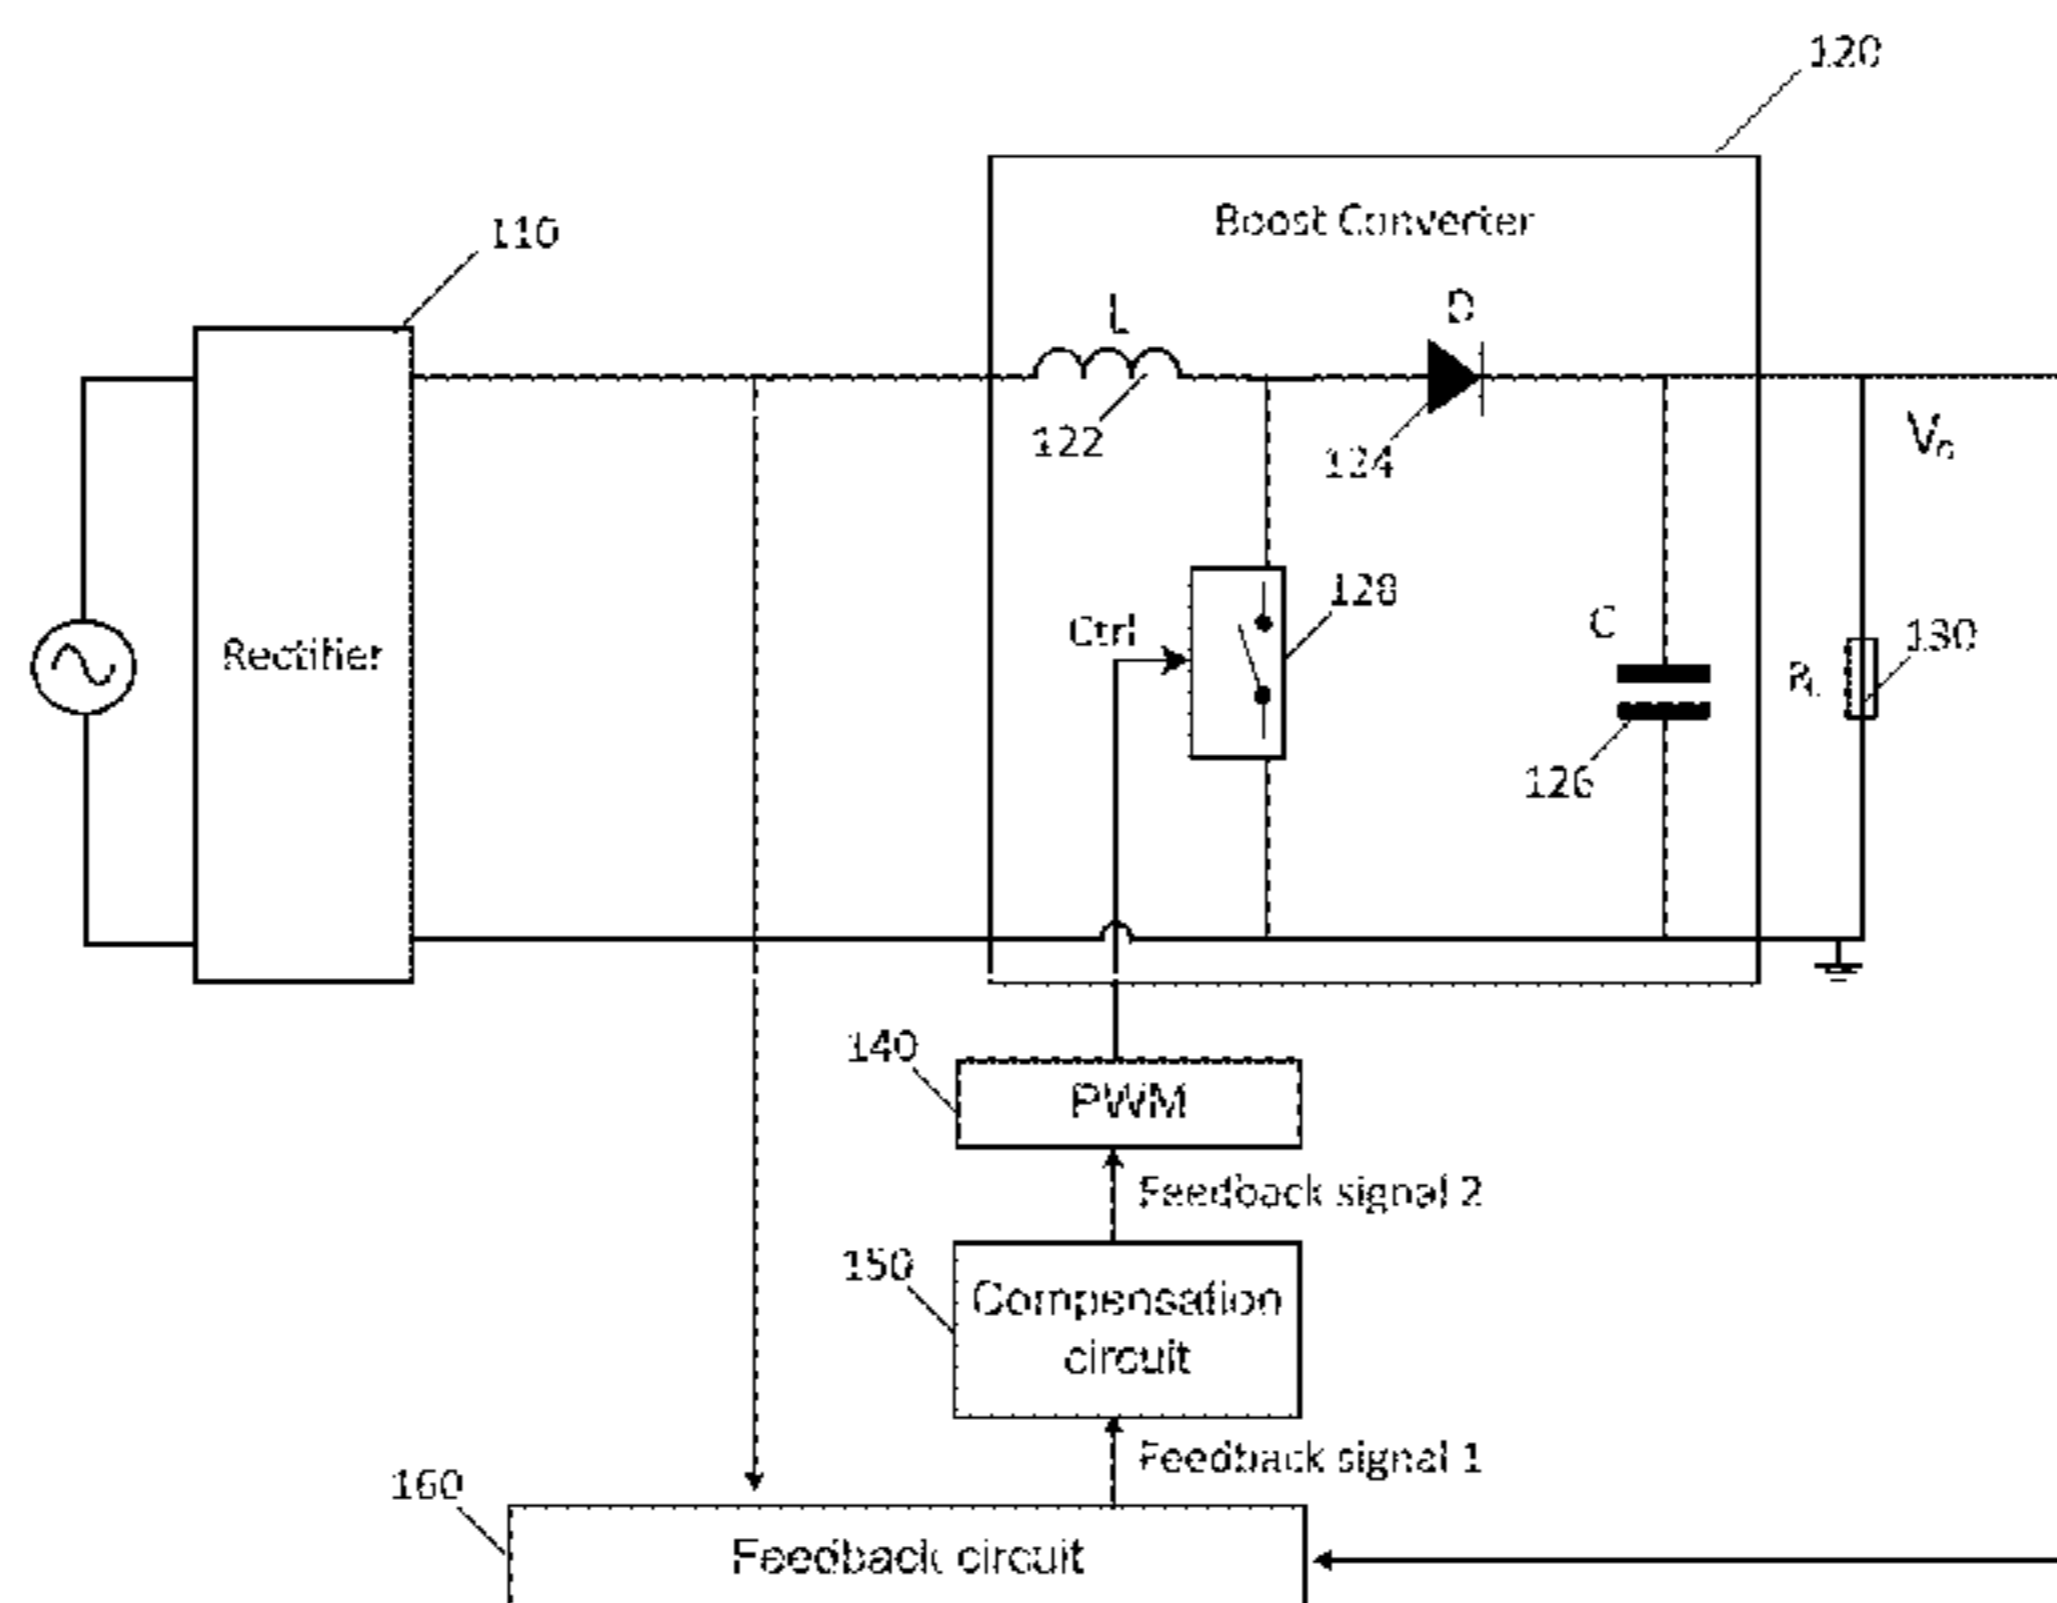 120
110
Boost Converter
L
D
122
124
Vo
128
Ctrl
C
130
Rectifier
RL
126
140
PWM
Feedback signal 2
150
Compensation
circuit
Feedback signal 1
160
Feedback circuit